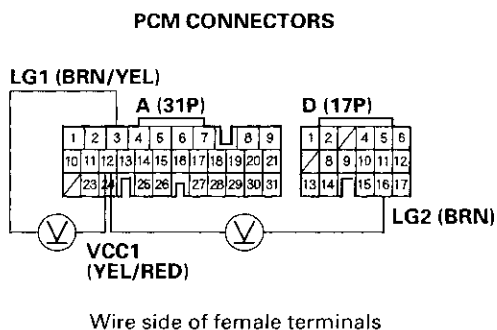 PCM CONNECTORS
LG1 (BRN/YEL)
A (31P)
D (17P)
1 2 3 4 5 6 7 8 9
1 2 4 5 6
10 11 12 13 14 15 16 17 18 19 20 21
8 9 10 11 12
23 24 25 26 27 28 29 30 31
13 14 15 16 17
LG2 (BRN)
V
V
VCC1
(YEL/RED)
Wire side of female terminals